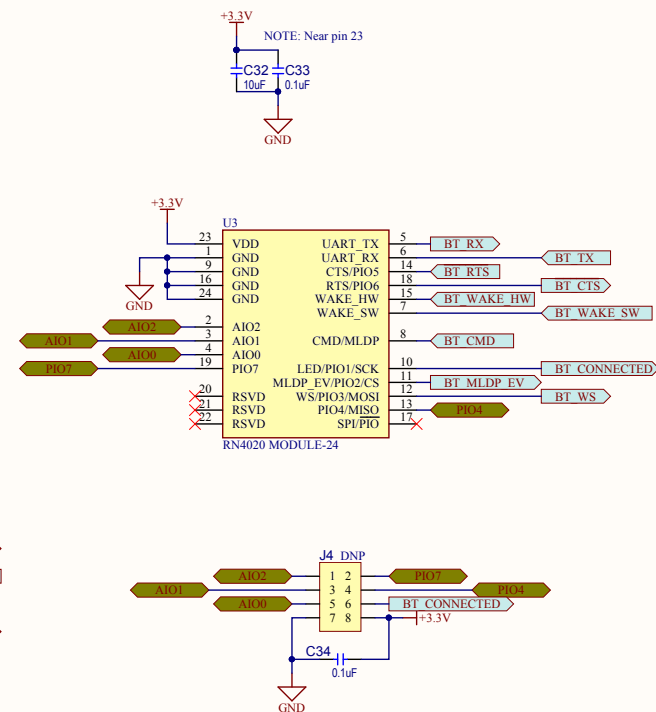 +3.3V
NOTE: Near pin 23
C32 C33
10uF 0.1uF
GND
+3.3V
U3
23 VDD UART_TX 5 BT_RX
1 GND UART_RX 6 BT_TX
9 GND CTS/PIO5 14 BT_RTS
16 GND RTS/PIO6 18 BT_CTS
24 GND WAKE_HW 15 BT_WAKE_HW
WAKE_SW 7 BT_WAKE_SW
GND
AIO2 2 AIO2
AIO1 3 AIO1 CMD/MLDP 8 BT_CMD
AIO0 4 AIO0
PIO7 19 PIO7 LED/PIO1/SCK 10 BT_CONNECTED
MLDP_EV/PIO2/CS 11 BT_MLDP_EV
20 RSVD WS/PIO3/MOSI 12 BT_WS
21 RSVD PIO4/MISO 13 PIO4
22 RSVD SPI/PIO 17
RN4020 MODULE-24
J4 DNP
AIO2 1 2 PIO7
AIO1 3 4 PIO4
AIO0 5 6 BT_CONNECTED
7 8 +3.3V
C34
0.1uF
GND